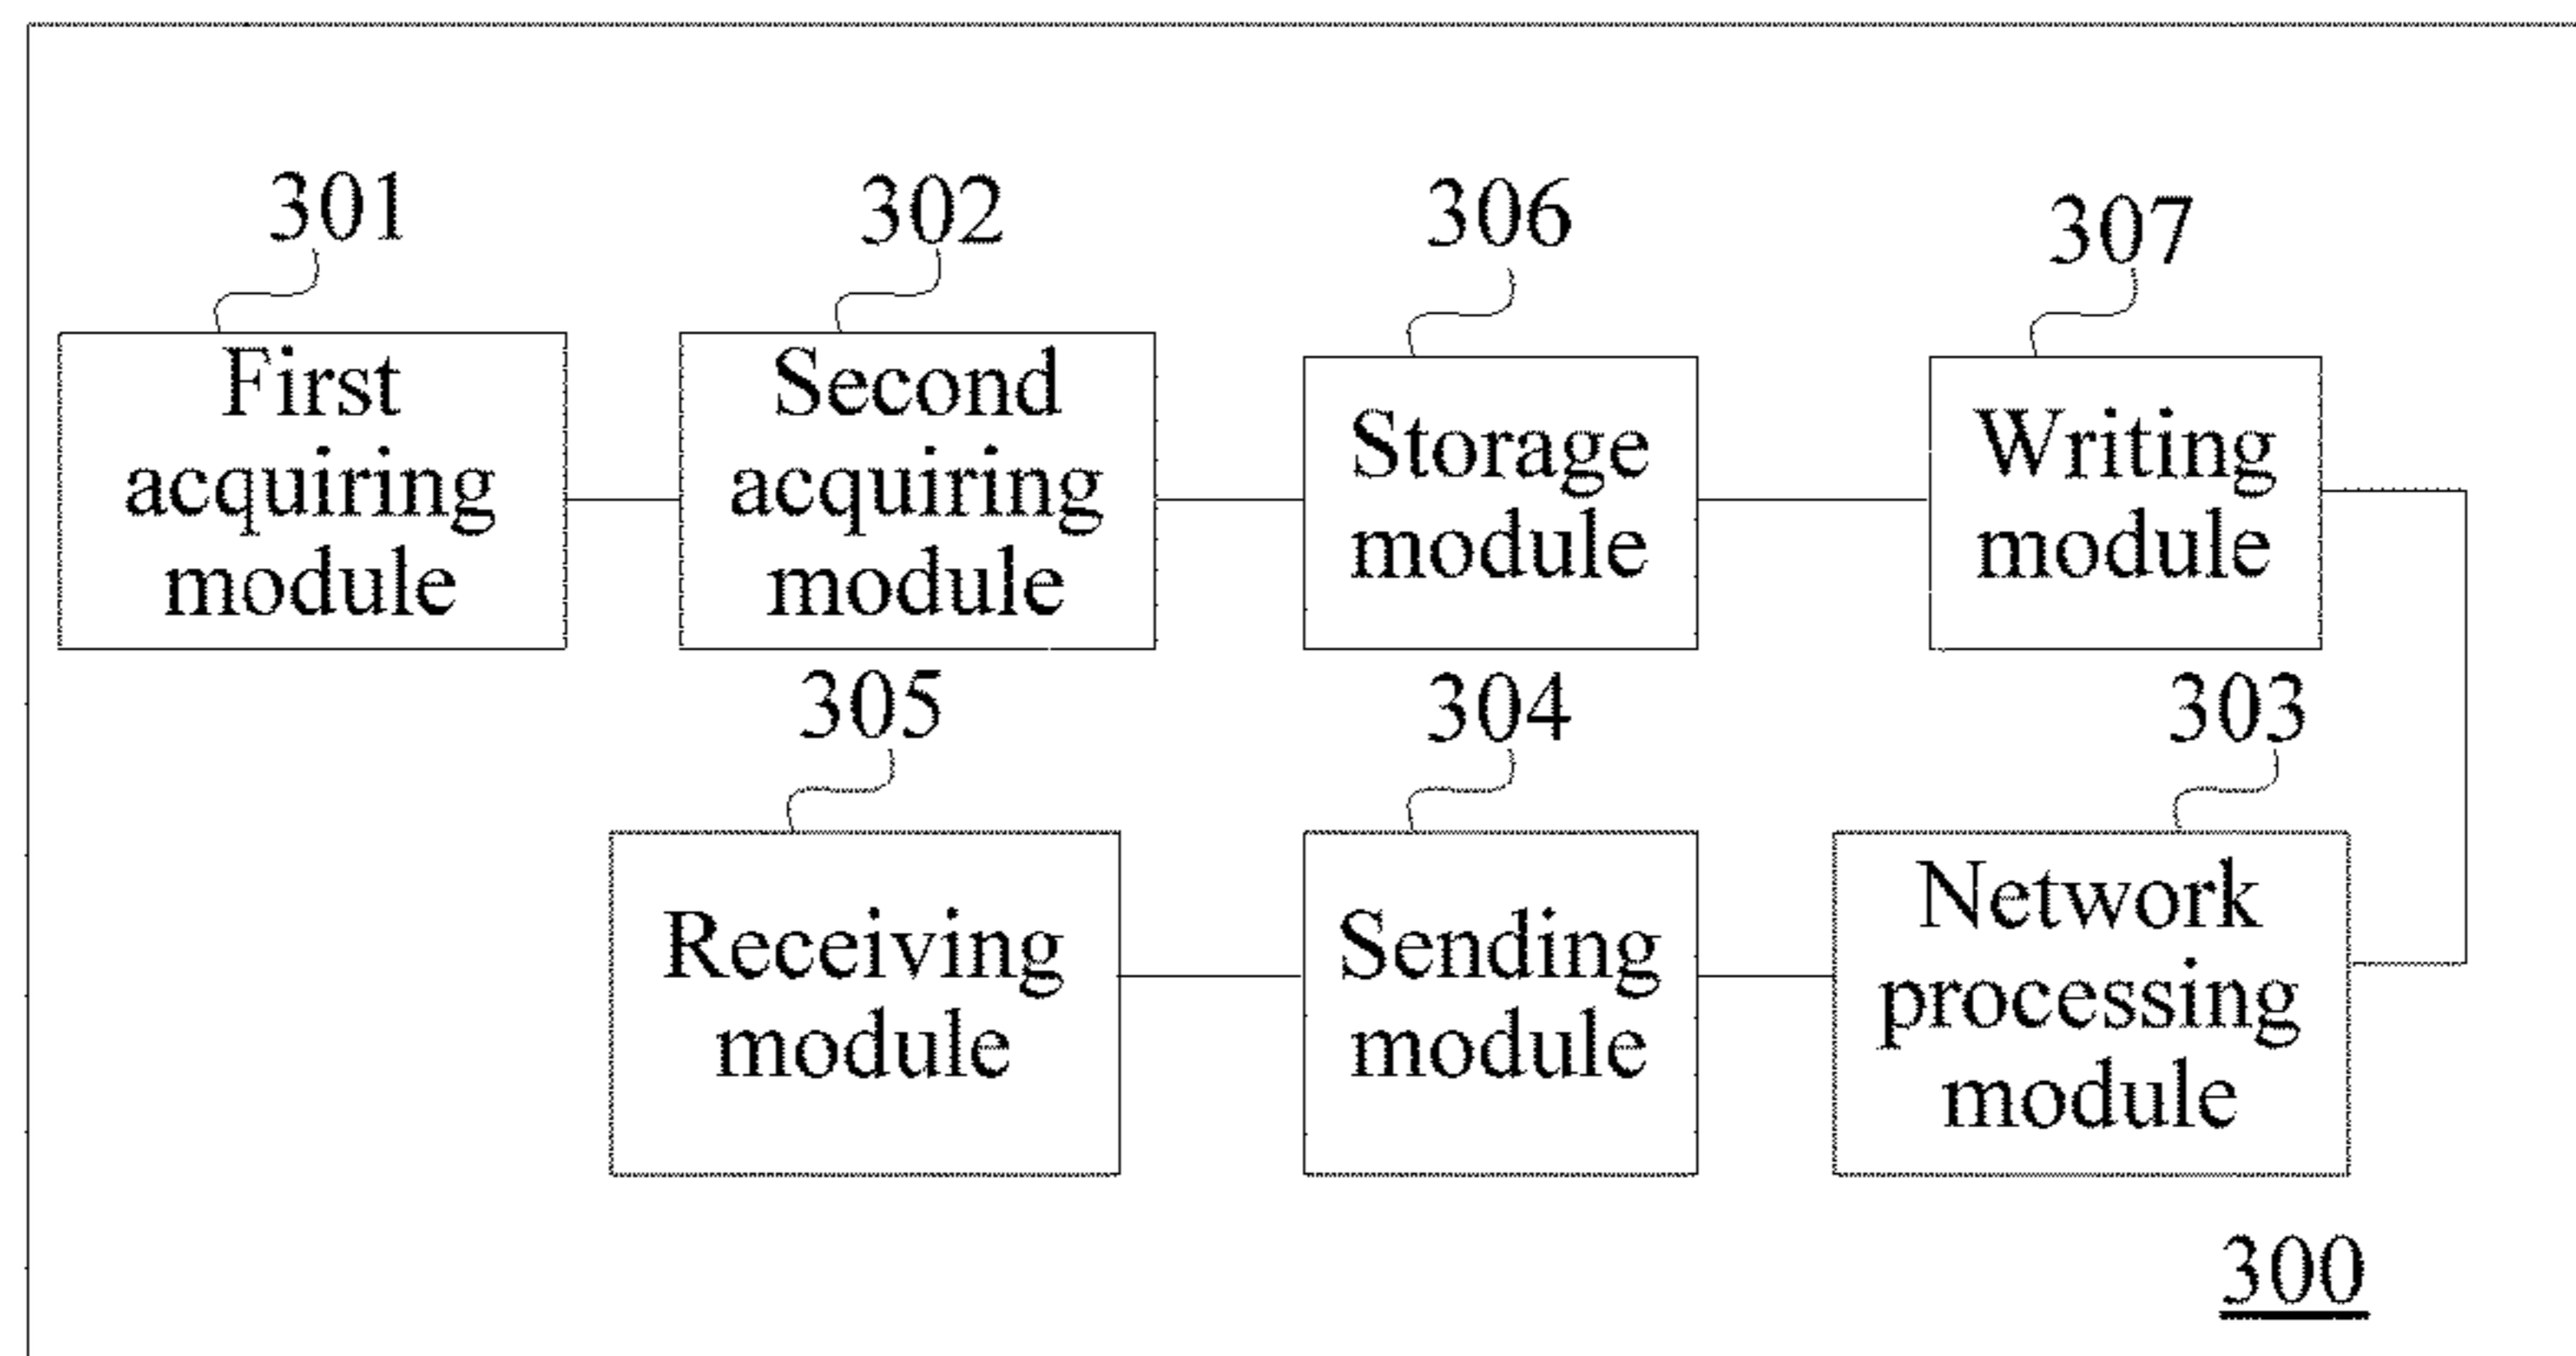 301
302
306
307
First
acquiring
module
Second
acquiring
module
Storage
module
Writing
module
305
304
303
Receiving
module
Sending
module
Network
processing
module
300